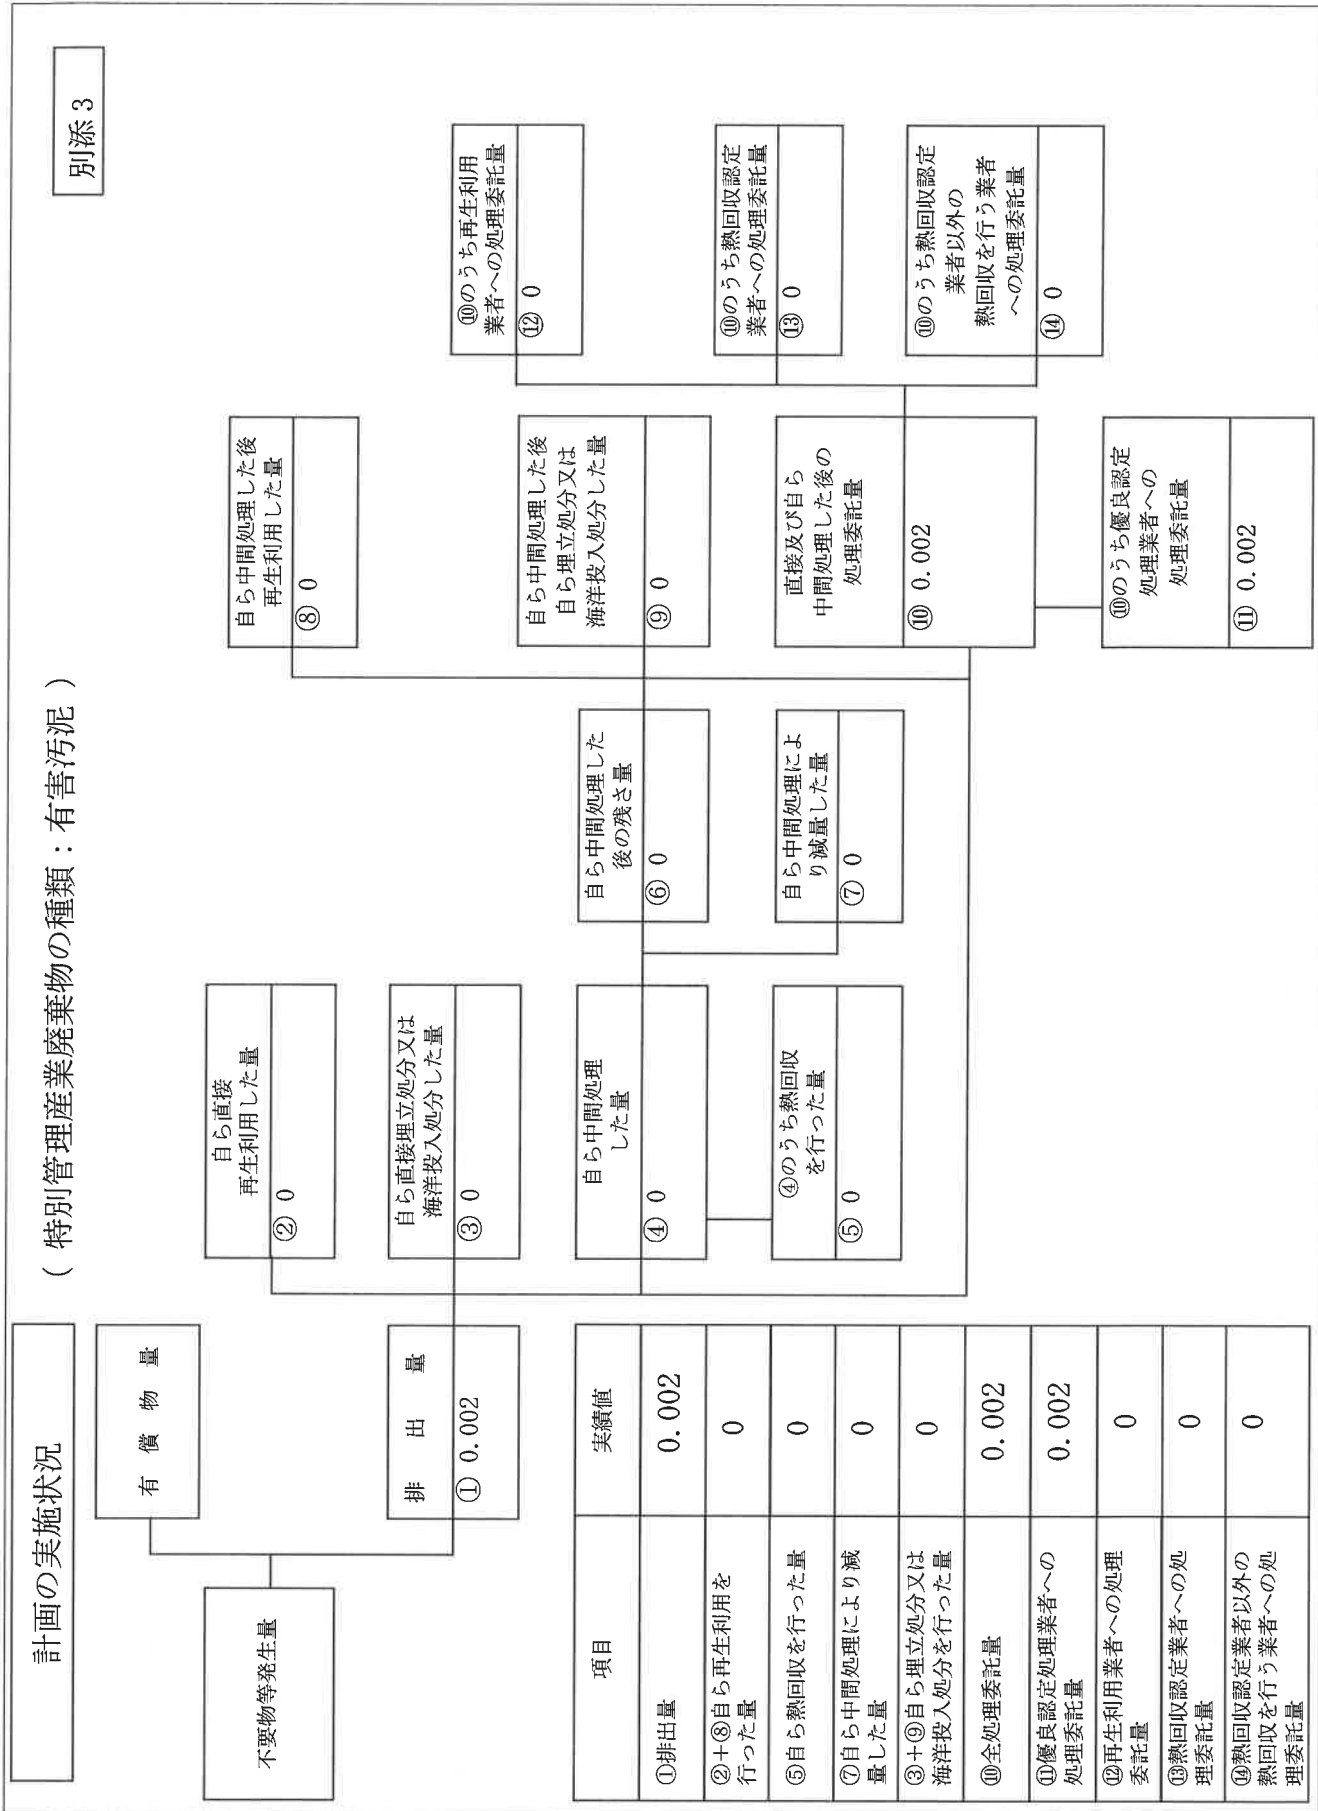 計画の実施状況
( 特別管理産業廃棄物の種類：有害汚泥 )
別添 3
不要物等発生量
有 償 物 量
排 出 量
① 0.002
自ら直接
再生利用した量
② 0
自ら直接埋立処分又は
海洋投入処分した量
③ 0
自ら中間処理
した量
④ 0
④のうち熱回収
を行った量
⑤ 0
自ら中間処理した
後の残さ量
⑥ 0
自ら中間処理によ
り減量した量
⑦ 0
自ら中間処理した後
再生利用した量
⑧ 0
自ら中間処理した後
自ら埋立処分又は
海洋投入処分した量
⑨ 0
直接及び自ら
中間処理した後の
処理委託量
⑩ 0.002
⑩のうち優良認定
処理業者への
処理委託量
⑪ 0.002
⑩のうち再生利用
業者への処理委託量
⑫ 0
⑩のうち熱回収認定
業者への処理委託量
⑬ 0
⑩のうち熱回収認定
業者以外の
熱回収を行う業者
への処理委託量
⑭ 0
項目 実績値
①排出量 0.002
②+⑧自ら再生利用を
行った量 0
⑤自ら熱回収を行った量 0
⑦自ら中間処理により減
量した量 0
③+⑨自ら埋立処分又は
海洋投入処分を行った量 0
⑩全処理委託量 0.002
⑪優良認定処理業者への
処理委託量 0.002
⑫再生利用業者への処理
委託量 0
⑬熱回収認定業者への処
理委託量 0
⑭熱回収認定業者以外の
熱回収を行う業者への処
理委託量 0